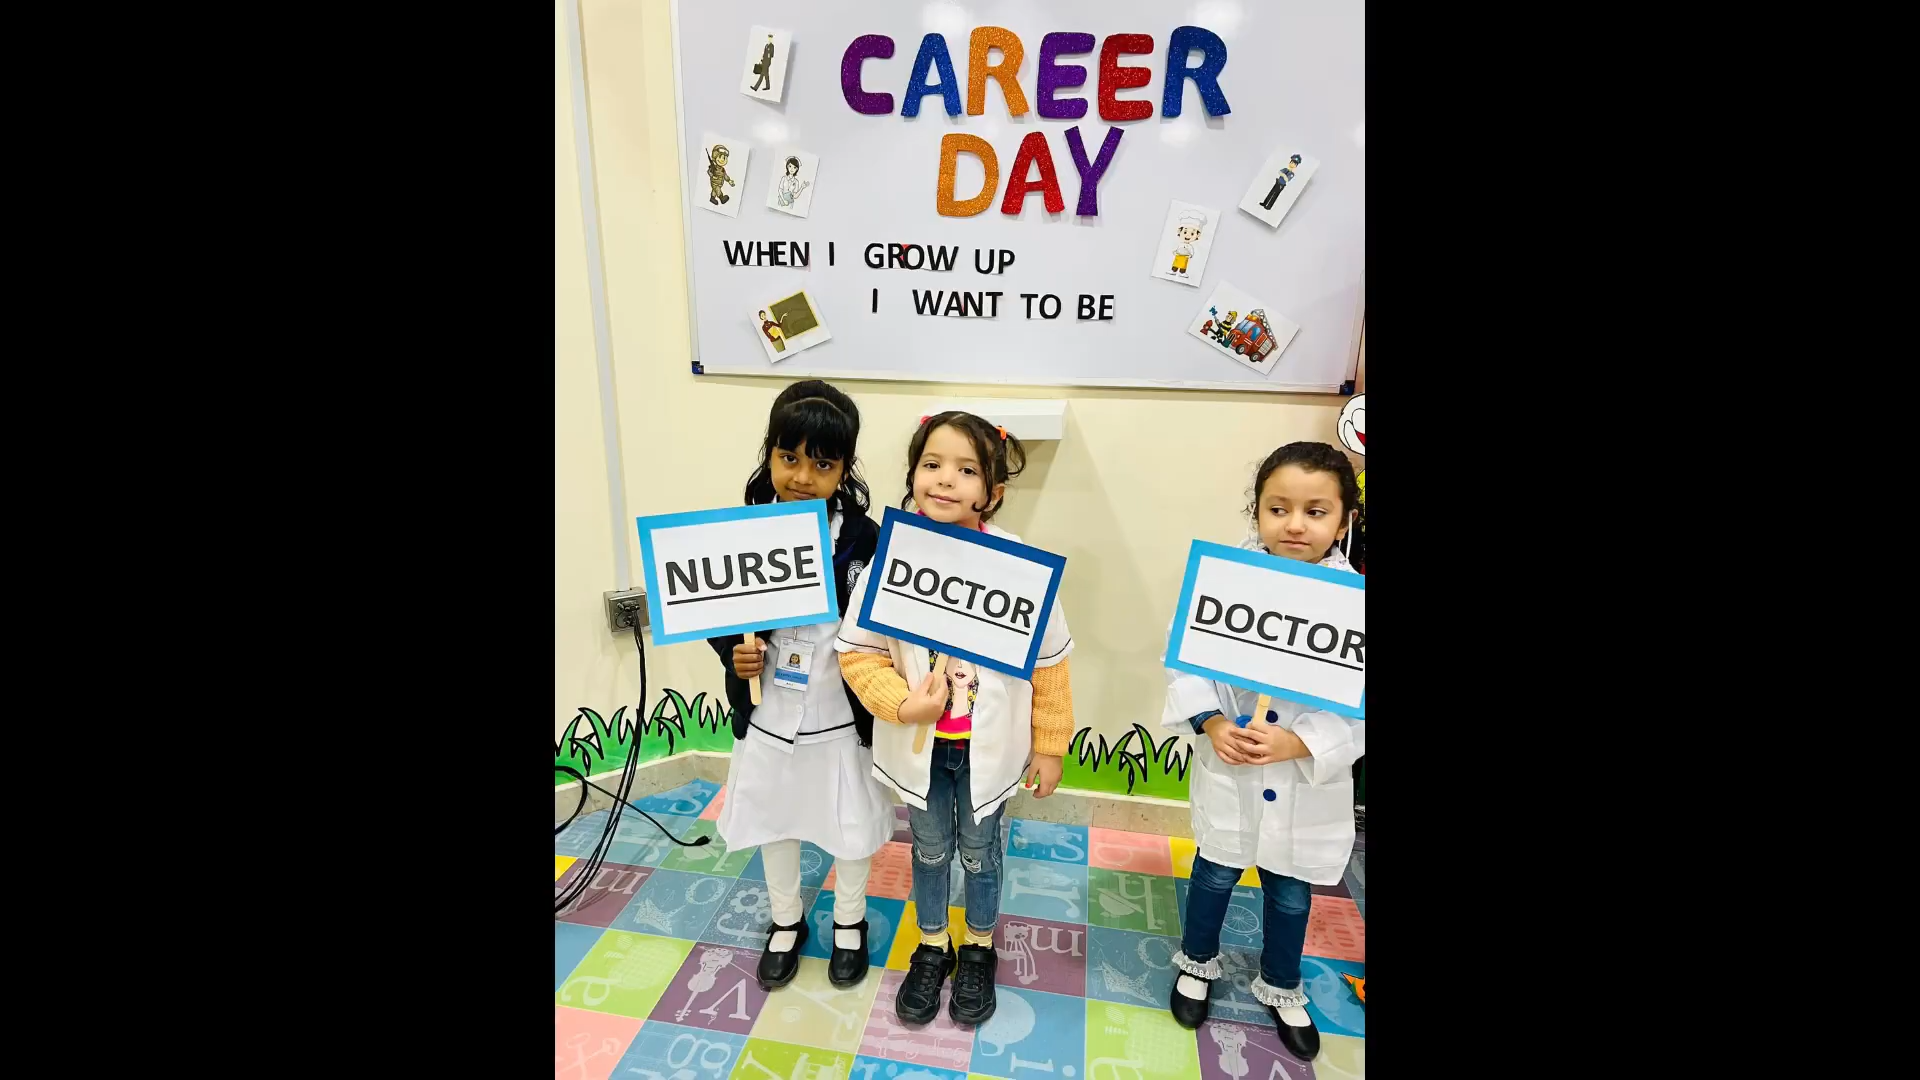 CAREER
DAY
WHEN I GROW UP
I WANT TO BE
NURSE
DOCTOR
DOCTOR